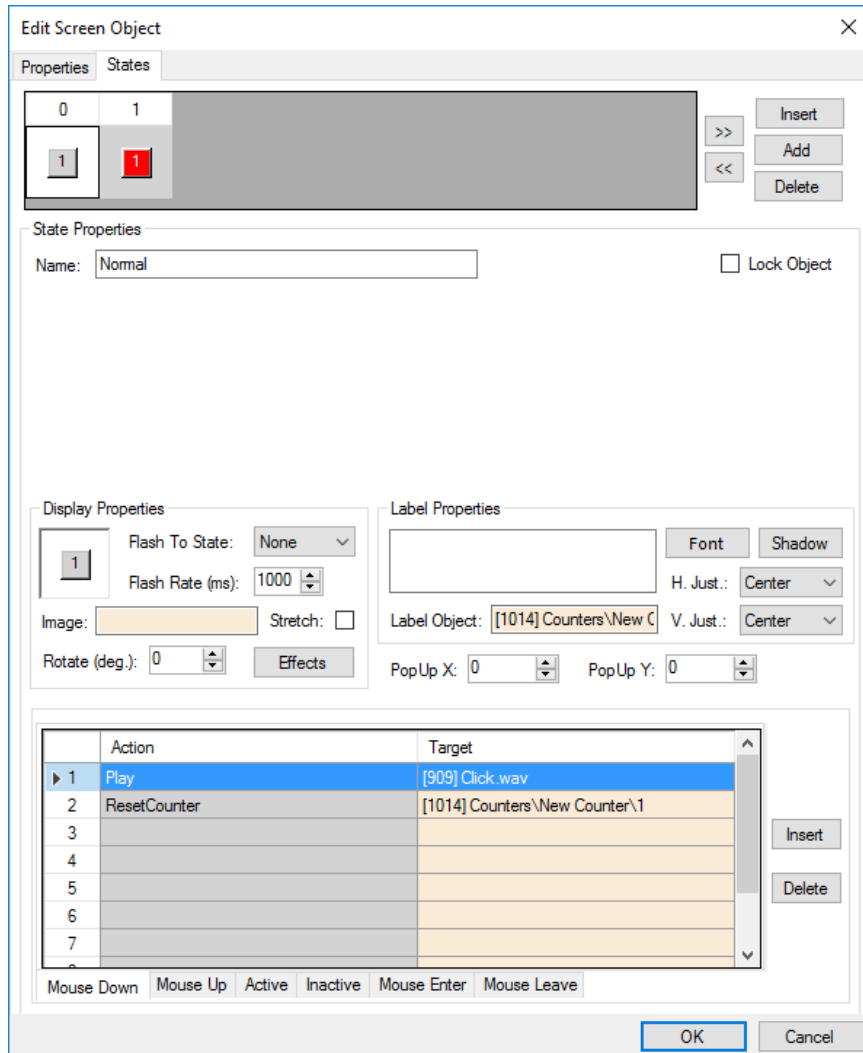 Edit Screen Object
Properties States
0 1
1 1
>> Insert
<< Add
Delete
State Properties
Name: Normal Lock Object
Display Properties
1 Flash To State: None
Flash Rate (ms): 1000
Image: Stretch:
Rotate (deg.): 0 Effects
Label Properties
Font Shadow
H. Just.: Center
Label Object: [1014] Counters\New C V. Just.: Center
PopUp X: 0 PopUp Y: 0
Action Target
1 Play [909] Click.wav
2 ResetCounter [1014] Counters\New Counter\1
3
4
5
6
7
Insert
Delete
Mouse Down Mouse Up Active Inactive Mouse Enter Mouse Leave
OK Cancel